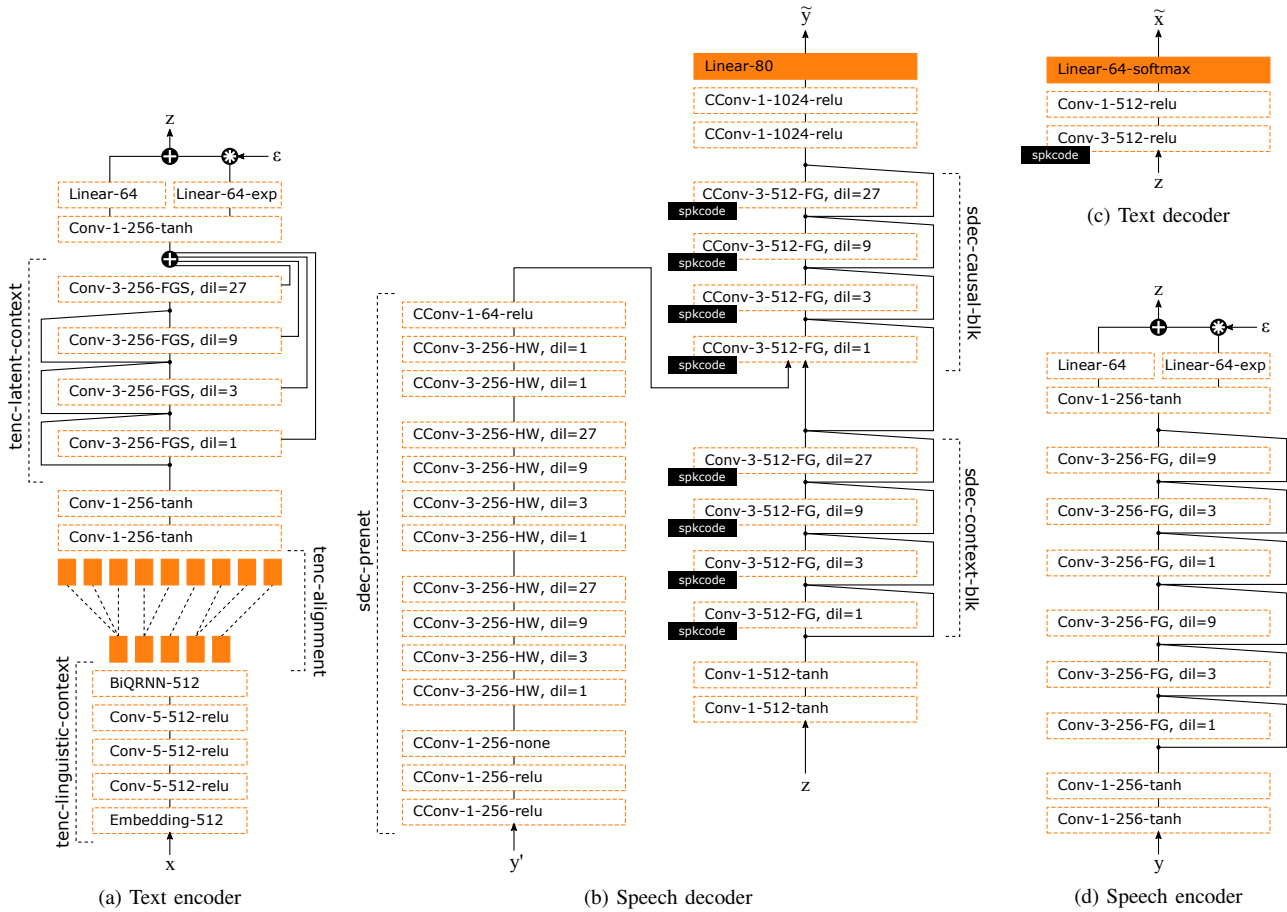 z
ε
Linear-64
Linear-64-exp
Conv-1-256-tanh
Conv-3-256-FGS, dil=27
Conv-3-256-FGS, dil=9
Conv-3-256-FGS, dil=3
Conv-3-256-FGS, dil=1
tenc-latent-context
Conv-1-256-tanh
Conv-1-256-tanh
tenc-alignment
BiQRNN-512
Conv-5-512-relu
Conv-5-512-relu
Conv-5-512-relu
Embedding-512
tenc-linguistic-context
x
(a) Text encoder
CConv-1-64-relu
CConv-3-256-HW, dil=1
CConv-3-256-HW, dil=1
CConv-3-256-HW, dil=27
CConv-3-256-HW, dil=9
CConv-3-256-HW, dil=3
CConv-3-256-HW, dil=1
CConv-3-256-HW, dil=27
CConv-3-256-HW, dil=9
CConv-3-256-HW, dil=3
CConv-3-256-HW, dil=1
CConv-1-256-none
CConv-1-256-relu
CConv-1-256-relu
sdec-prenet
y'
ỹ
Linear-80
CConv-1-1024-relu
CConv-1-1024-relu
CConv-3-512-FG, dil=27
spkcode
CConv-3-512-FG, dil=9
spkcode
CConv-3-512-FG, dil=3
spkcode
CConv-3-512-FG, dil=1
spkcode
sdec-causal-blk
Conv-3-512-FG, dil=27
spkcode
Conv-3-512-FG, dil=9
spkcode
Conv-3-512-FG, dil=3
spkcode
Conv-3-512-FG, dil=1
spkcode
sdec-context-blk
Conv-1-512-tanh
Conv-1-512-tanh
z
(b) Speech decoder
x̃
Linear-64-softmax
Conv-1-512-relu
Conv-3-512-relu
spkcode
z
(c) Text decoder
z
ε
Linear-64
Linear-64-exp
Conv-1-256-tanh
Conv-3-256-FG, dil=9
Conv-3-256-FG, dil=3
Conv-3-256-FG, dil=1
Conv-3-256-FG, dil=9
Conv-3-256-FG, dil=3
Conv-3-256-FG, dil=1
Conv-1-256-tanh
Conv-1-256-tanh
y
(d) Speech encoder